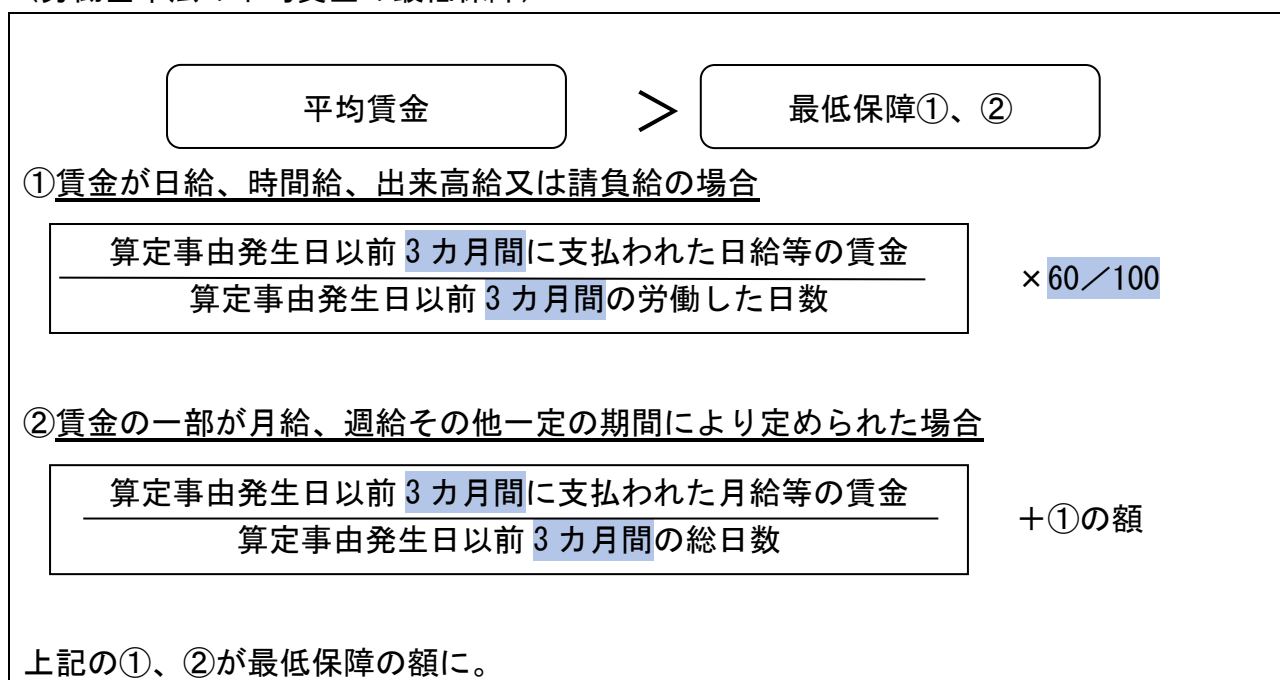 平均賃金 ＞ 最低保障①、②
①賃金が日給、時間給、出来高給又は請負給の場合
算定事由発生日以前 3 カ月間に支払われた日給等の賃金
算定事由発生日以前 3 カ月間の労働した日数
×60／100
②賃金の一部が月給、週給その他一定の期間により定められた場合
算定事由発生日以前 3 カ月間に支払われた月給等の賃金
算定事由発生日以前 3 カ月間の総日数
＋①の額
上記の①、②が最低保障の額に。